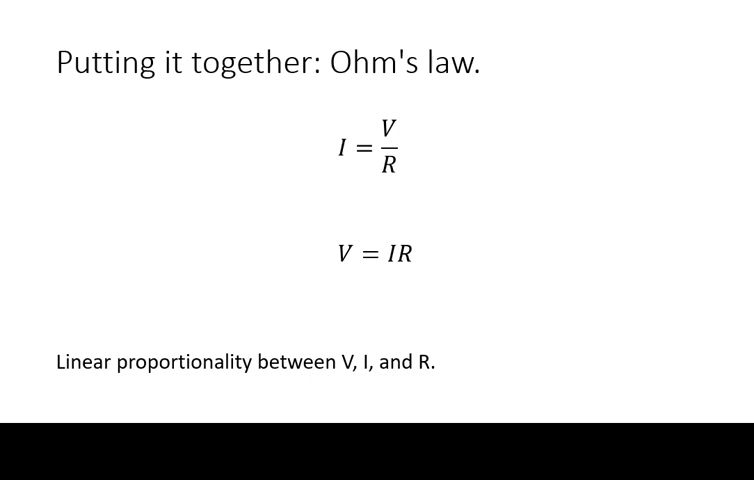 Putting it together: Ohm's law.
I = V/R
V = IR
Linear proportionality between V, I, and R.